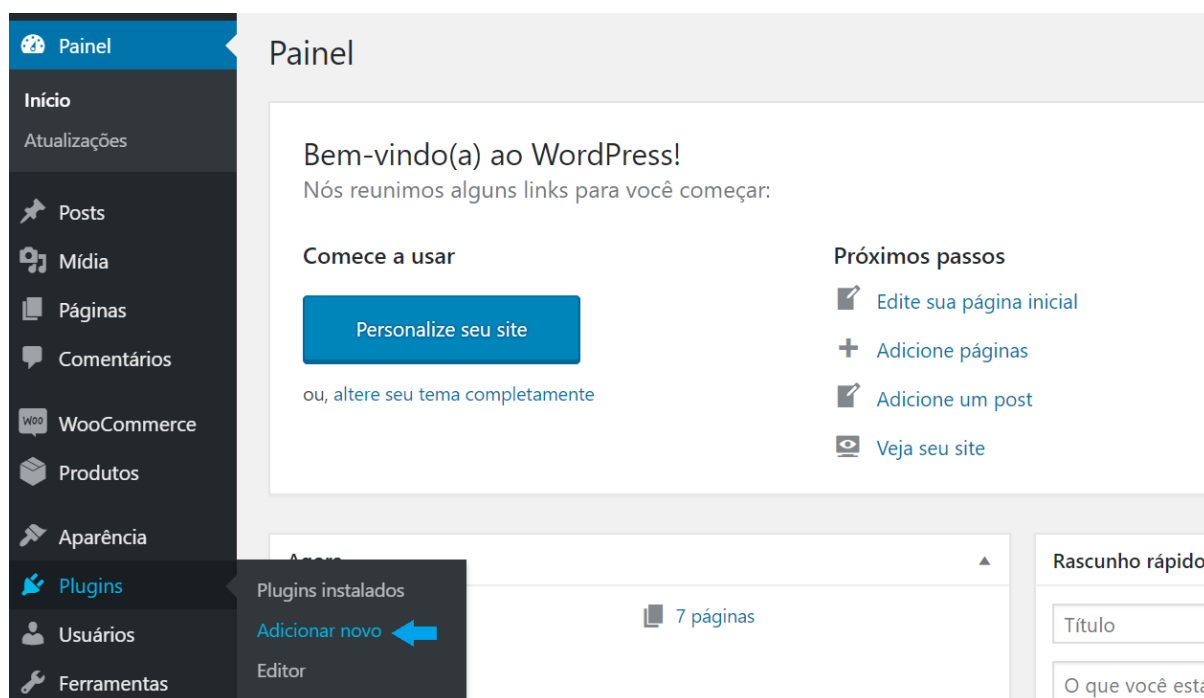 Painel
Início
Atualizações
Posts
Mídia
Páginas
Comentários
WOO
WooCommerce
Produtos
Aparência
Plugins
Usuários
Ferramentas
Plugins instalados
Adicionar novo
Editor
Painel
Bem-vindo(a) ao WordPress!
Nós reunimos alguns links para você começar:
Comece a usar
Personalize seu site
ou, altere seu tema completamente
Próximos passos
Edite sua página inicial
Adicione páginas
Adicione um post
Veja seu site
Agora
7 páginas
Rascunho rápido
Título
O que você está